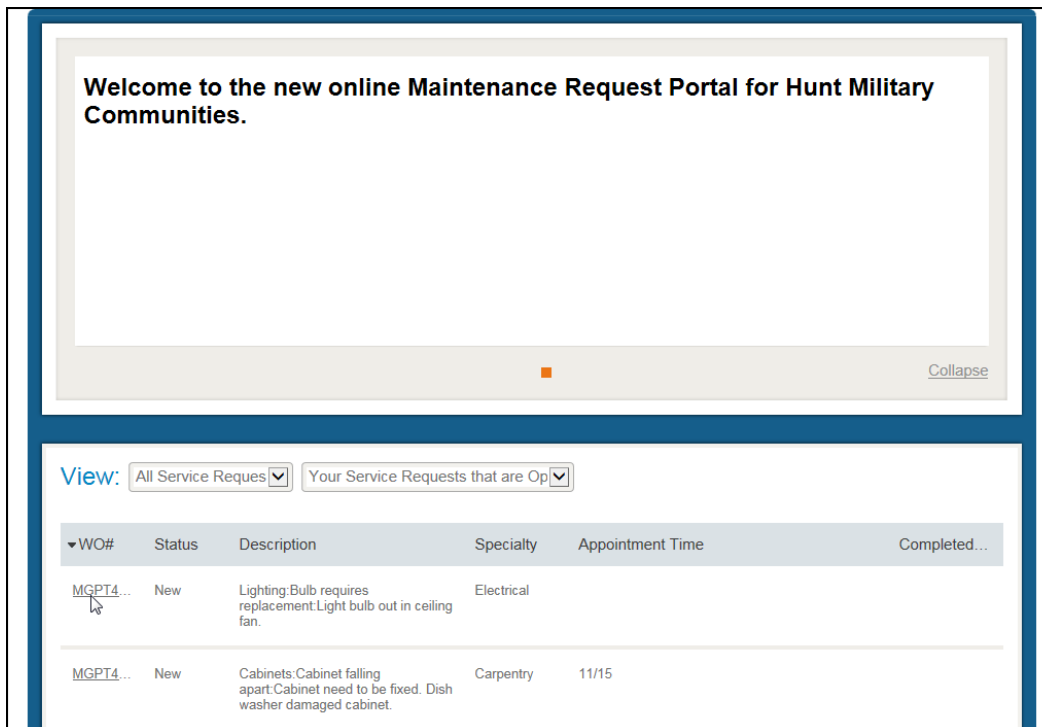 Welcome to the new online Maintenance Request Portal for Hunt Military
Communities.
Collapse
View: All Service Reques Your Service Requests that are Op
WO# Status Description Specialty Appointment Time Completed...
MGPT4... New Lighting:Bulb requires Electrical
replacement:Light bulb out in ceiling
fan.
MGPT4... New Cabinets:Cabinet falling Carpentry 11/15
apart:Cabinet need to be fixed. Dish
washer damaged cabinet.